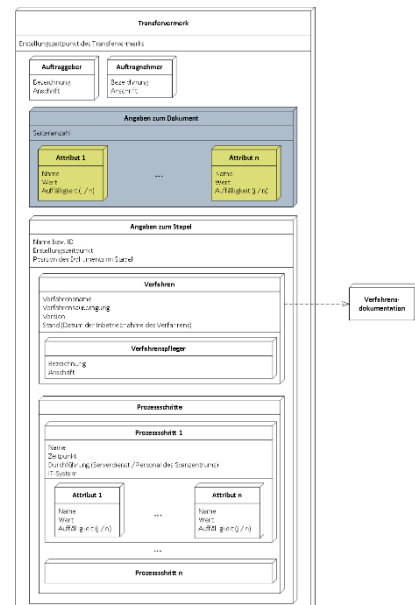 Transfervermerk
Erstellungszeitpunkt des Transfervermerks
Auftraggeber
Bezeichnung
Anschrift
Auftragnehmer
Bezeichnung
Anschrift
Angaben zum Dokument
Seitenanzahl
Attribut 1
Name
Wert
Auffälligkeit (j / n)
...
Attribut n
Name
Wert
Auffälligkeit (j / n)
Angaben zum Stapel
Name bzw. ID
Erstellungszeitpunkt
Position des Dokuments im Stapel
Verfahren
Verfahrensname
Verfahrensausprägung
Version
Stand (Datum der Inbetriebnahme des Verfahrens)
Verfahrenspfleger
Bezeichnung
Anschrift
Verfahrens-
dokumentation
Prozessschritte
Prozessschritt 1
Name
Zeitpunkt
Durchführung (Serverdienst / Personal des Scanzentrums)
IT-System
Attribut 1
Name
Wert
Auffälligkeit (j / n)
...
Attribut n
Name
Wert
Auffälligkeit (j / n)
...
Prozessschritt n